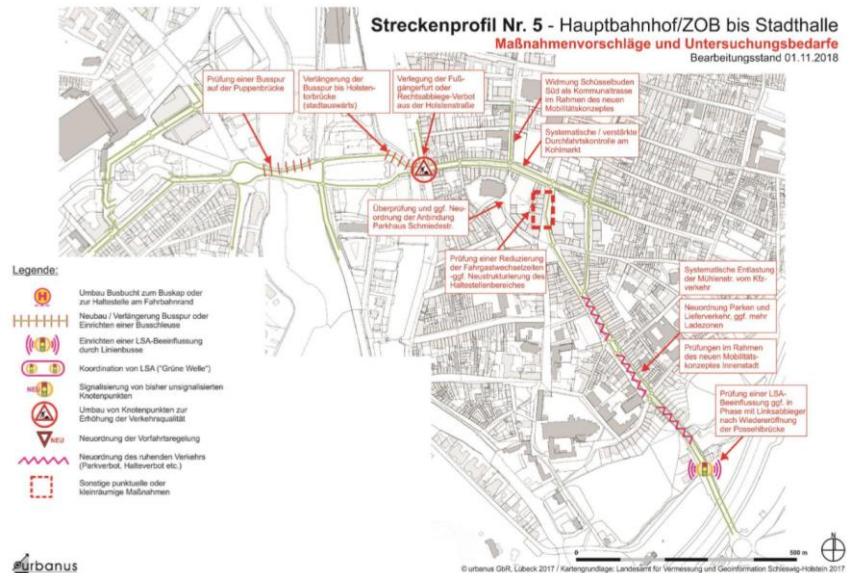 Streckenprofil Nr. 5 - Hauptbahnhof/ZOB bis Stadthalle
Maßnahmenvorschläge und Untersuchungsbedarfe
Bearbeitungsstand 01.11.2018
Prüfung einer Busspur
auf der Puppenbrücke
Verlängerung der
Busspur bis Holsten-
torbrücke
(stadtauswärts)
Verlegung der Fuß-
gängerfurt oder
Rechtsabbiege-Verbot
aus der Holstenstraße
Widmung Schüsselbuden
Süd als Kommunaltrasse
im Rahmen des neuen
Mobilitätskonzeptes
Systematische / verstärkte
Durchfahrtskontrolle am
Kohlmarkt
Überprüfung und ggf. Neu-
ordnung der Anbindung
Parkhaus Schmiedestr.
Prüfung einer Reduzierung
der Fahrgastwechselzeiten
-ggf. Neustrukturierung des
Haltestellenbereiches
Systematische Entlastung
der Mühlenstr. vom Kfz-
verkehr
Neuordnung Parken und
Lieferverkehr, ggf. mehr
Ladezonen
Prüfungen im Rahmen
des neuen Mobilitäts-
konzeptes Innenstadt
Prüfung einer LSA-
Beeinflussung ggf. in
Phase mit Linksabbieger
nach Wiedereröffnung
der Possehlbrücke
Legende:
H
Umbau Busbucht zum Buskap oder
zur Haltestelle am Fahrbahnrand
Neubau / Verlängerung Busspur oder
Einrichten einer Busschleuse
Einrichten einer LSA-Beeinflussung
durch Linienbusse
Koordination von LSA ("Grüne Welle")
NEU
Signalisierung von bisher unsignalisierten
Knotenpunkten
Umbau von Knotenpunkten zur
Erhöhung der Verkehrsqualität
NEU
Neuordnung der Vorfahrtsregelung
Neuordnung des ruhenden Verkehrs
(Parkverbot, Halteverbot etc.)
Sonstige punktuelle oder
kleinräumige Maßnahmen
urbanus
0
500 m
N
© urbanus GbR, Lübeck 2017 / Kartengrundlage: Landesamt für Vermessung und Geoinformation Schleswig-Holstein 2017